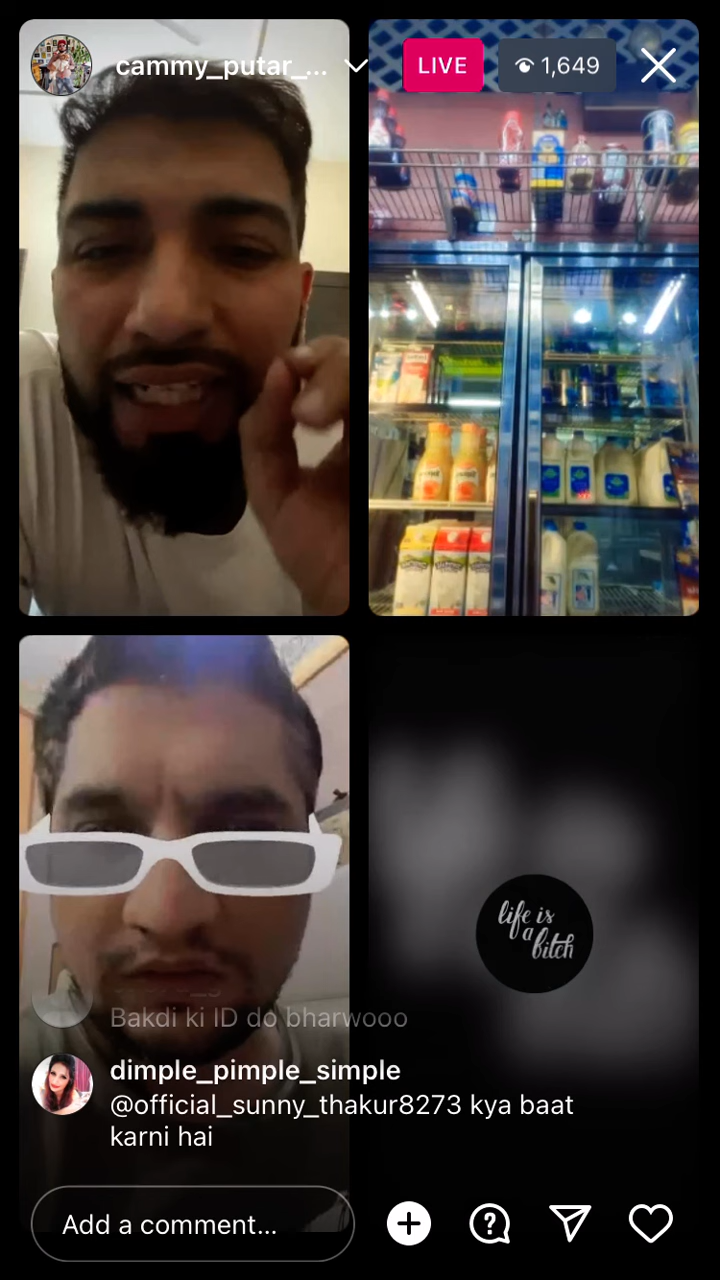 cammy_putar_...
LIVE
1,649
life is
a
bitch
Bakdi ki ID do bharwooo
dimple_pimple_simple
@official_sunny_thakur8273 kya baat
karni hai
Add a comment...